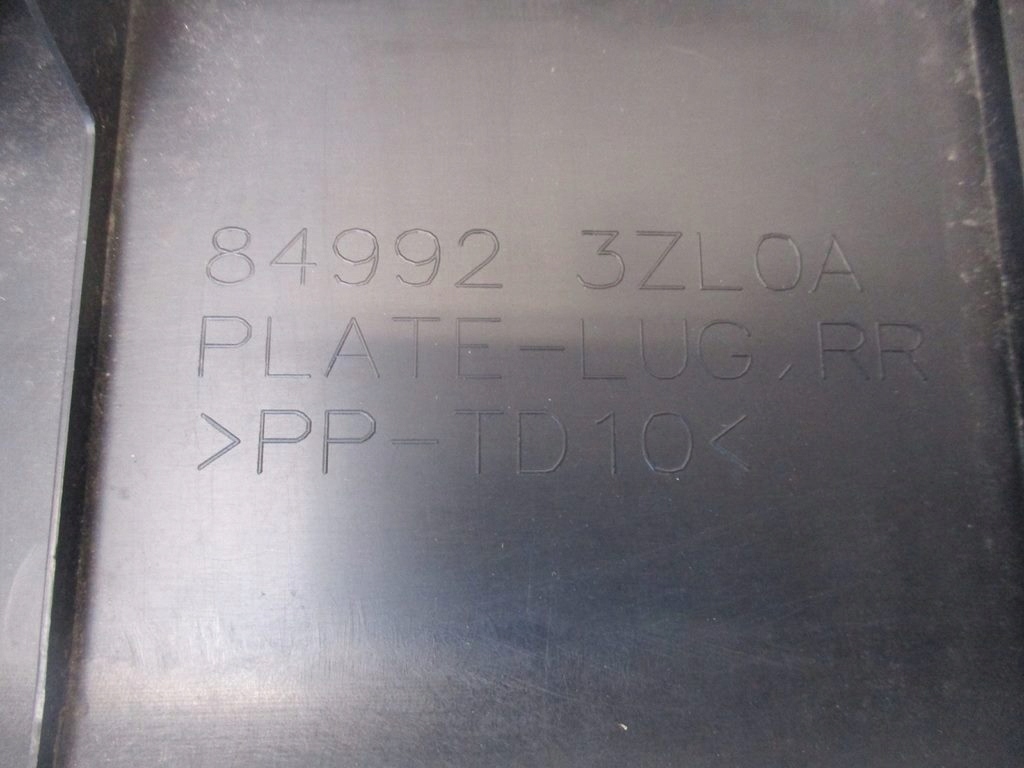 84992 3ZL0A
PLATE-LUG,RR
>PP-TD10<